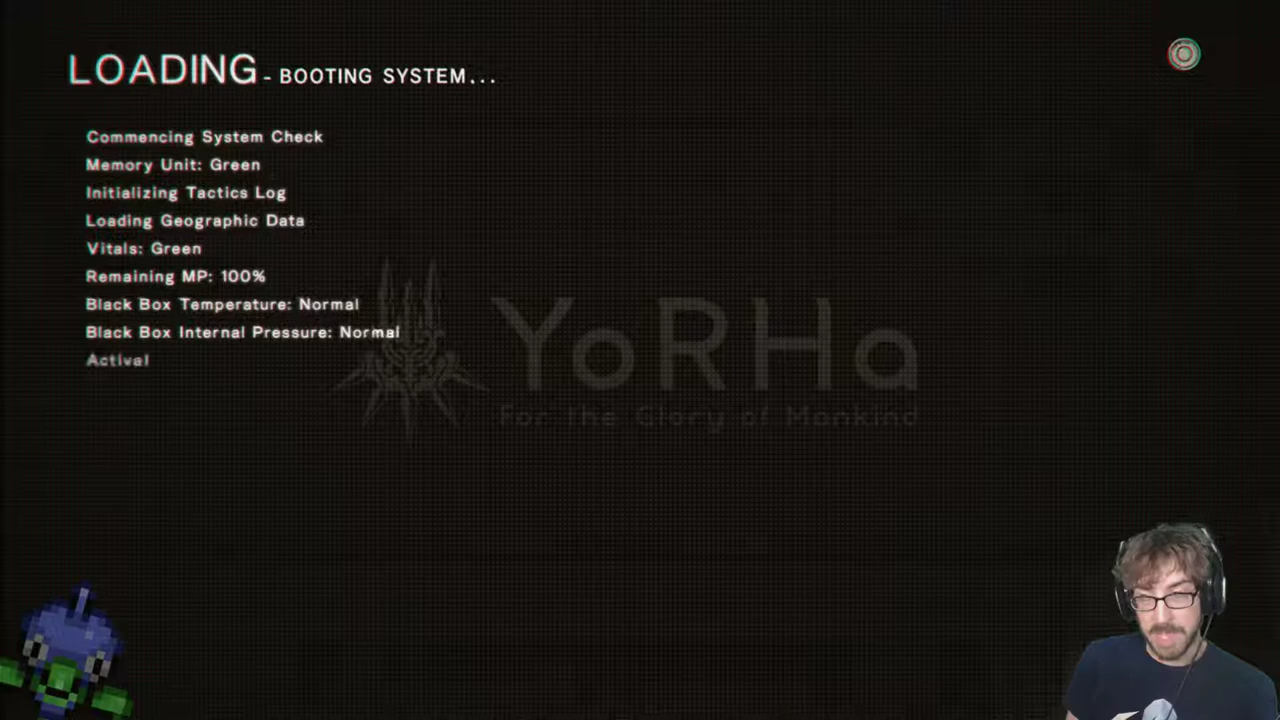 LOADING - BOOTING SYSTEM...
Commencing System Check
Memory Unit: Green
Initializing Tactics Log
Loading Geographic Data
Vitals: Green
Remaining MP: 100%
Black Box Temperature: Normal
Black Box Internal Pressure: Normal
Activat
YoRHa
For the Glory of Mankind